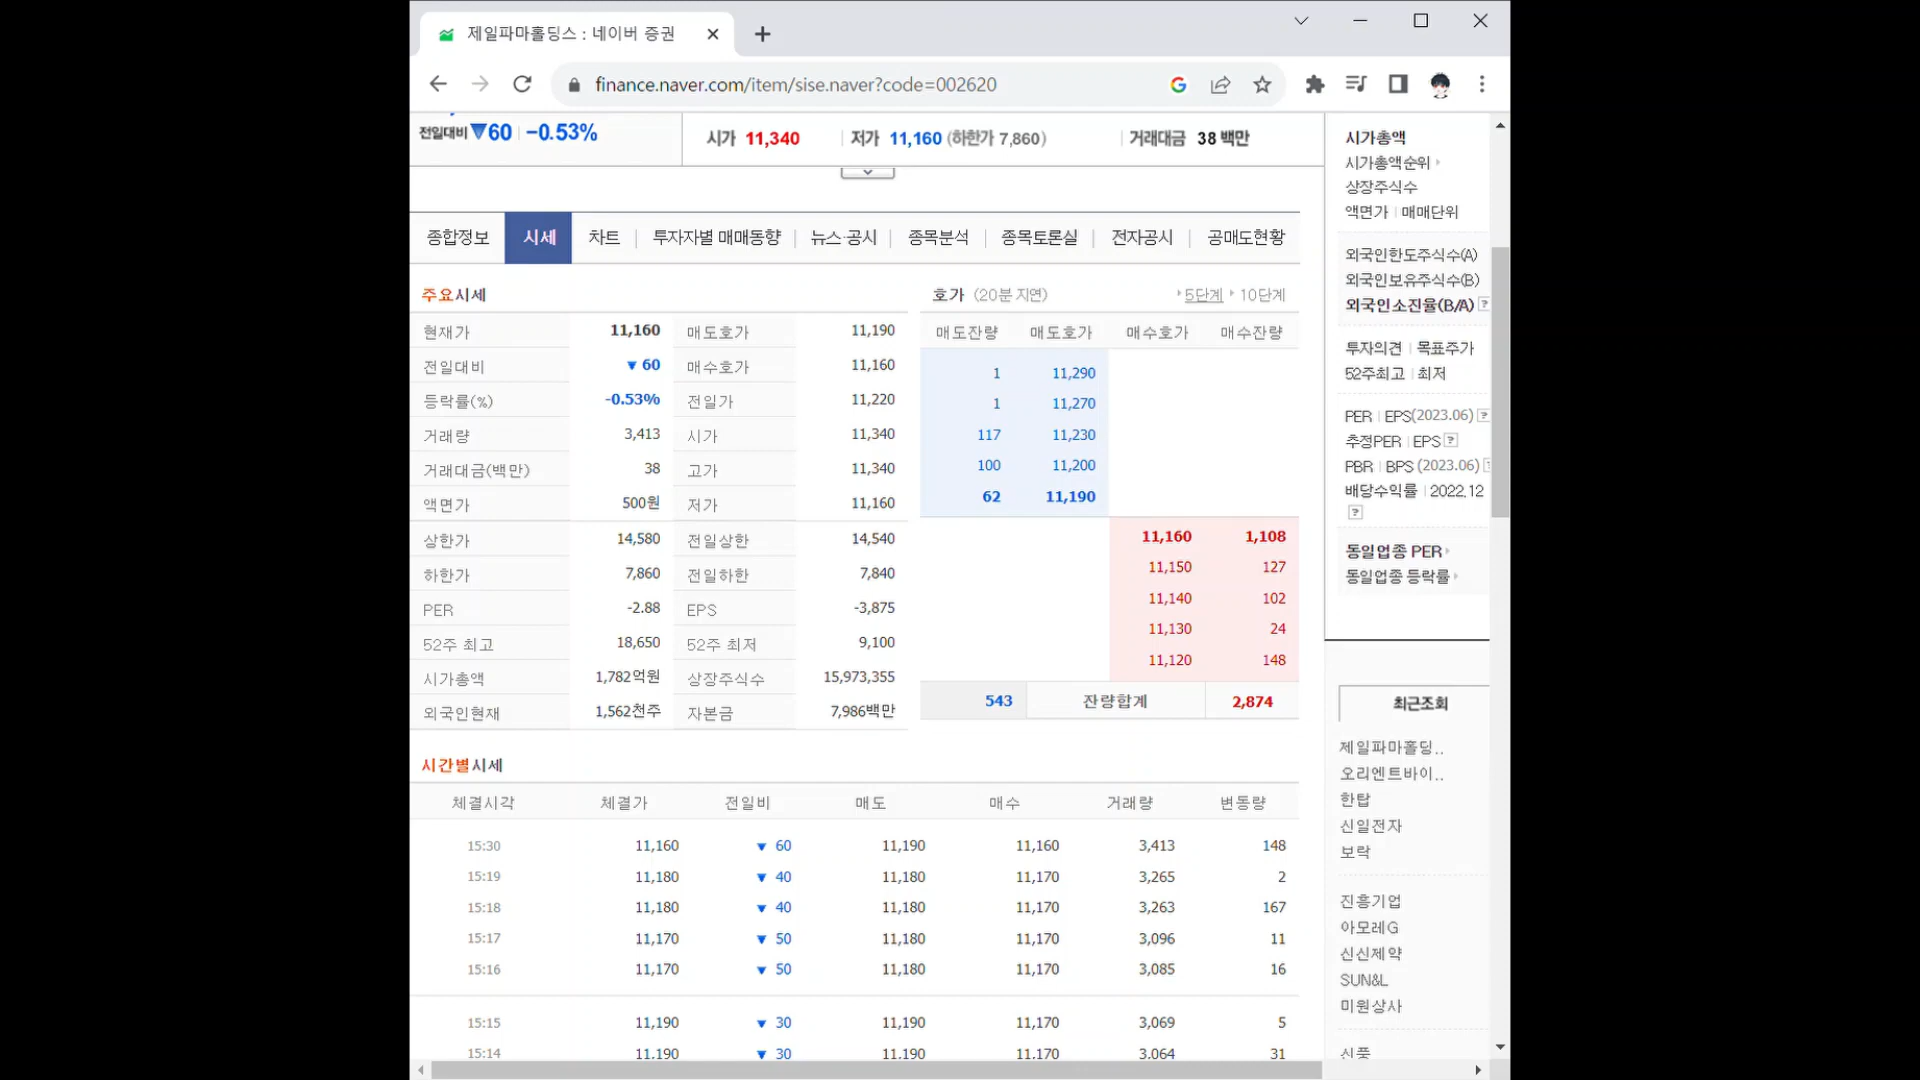 제일파마홀딩스 : 네이버 증권
finance.naver.com/item/sise.naver?code=002620
전일대비 ▼60 | -0.53%
시가 11,340 | 저가 11,160 (하한가 7,860) | 거래대금 38 백만
종합정보 시세 차트 투자자별 매매동향 뉴스·공시 종목분석 종목토론실 전자공시 공매도현황
주요시세
현재가 11,160 매도호가 11,190
전일대비 ▼ 60 매수호가 11,160
등락률(%) -0.53% 전일가 11,220
거래량 3,413 시가 11,340
거래대금(백만) 38 고가 11,340
액면가 500원 저가 11,160
상한가 14,580 전일상한 14,540
하한가 7,860 전일하한 7,840
PER -2.88 EPS -3,875
52주 최고 18,650 52주 최저 9,100
시가총액 1,782억원 상장주식수 15,973,355
외국인현재 1,562천주 자본금 7,986백만
호가 (20분 지연) 5단계 10단계
매도잔량 매도호가 매수호가 매수잔량
1 11,290
1 11,270
117 11,230
100 11,200
62 11,190
11,160 1,108
11,150 127
11,140 102
11,130 24
11,120 148
543 잔량합계 2,874
시간별시세
체결시각 체결가 전일비 매도 매수 거래량 변동량
15:30 11,160 ▼ 60 11,190 11,160 3,413 148
15:19 11,180 ▼ 40 11,180 11,170 3,265 2
15:18 11,180 ▼ 40 11,180 11,170 3,263 167
15:17 11,170 ▼ 50 11,180 11,170 3,096 11
15:16 11,170 ▼ 50 11,180 11,170 3,085 16
15:15 11,190 ▼ 30 11,190 11,170 3,069 5
15:14 11,190 ▼ 30 11,190 11,170 3,064 31
시가총액
시가총액순위
상장주식수
액면가 | 매매단위
외국인한도주식수(A)
외국인보유주식수(B)
외국인소진율(B/A) ?
투자의견 | 목표주가
52주최고 | 최저
PER | EPS(2023.06) ?
추정PER | EPS ?
PBR | BPS (2023.06) ?
배당수익률 | 2022.12
?
동일업종 PER
동일업종 등락률
최근조회
제일파마홀딩..
오리엔트바이..
한탑
신일전자
보락
진흥기업
아모레G
신신제약
SUN&L
미원상사
신풍